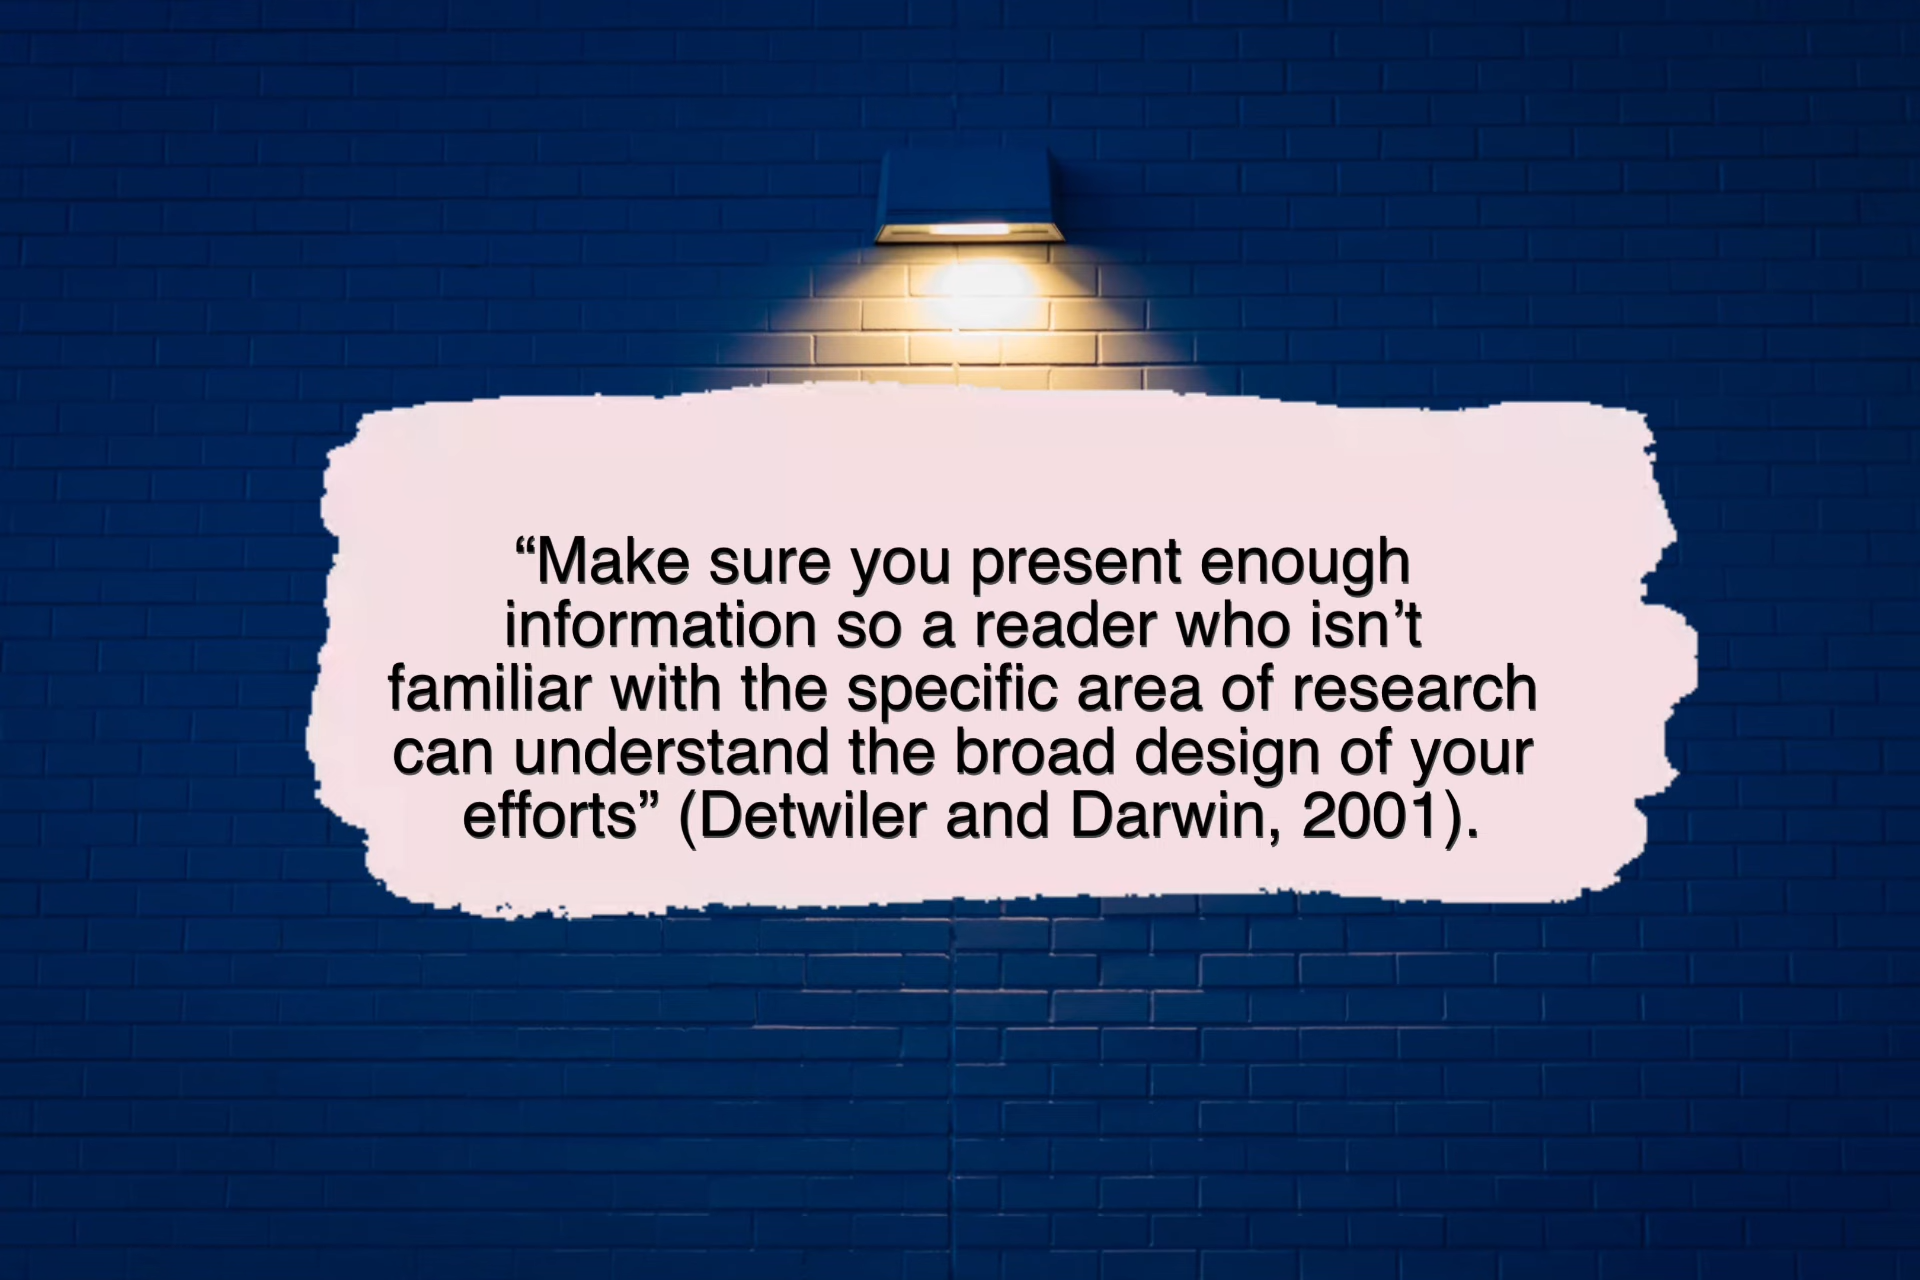 “Make sure you present enough
information so a reader who isn’t
familiar with the specific area of research
can understand the broad design of your
efforts” (Detwiler and Darwin, 2001).